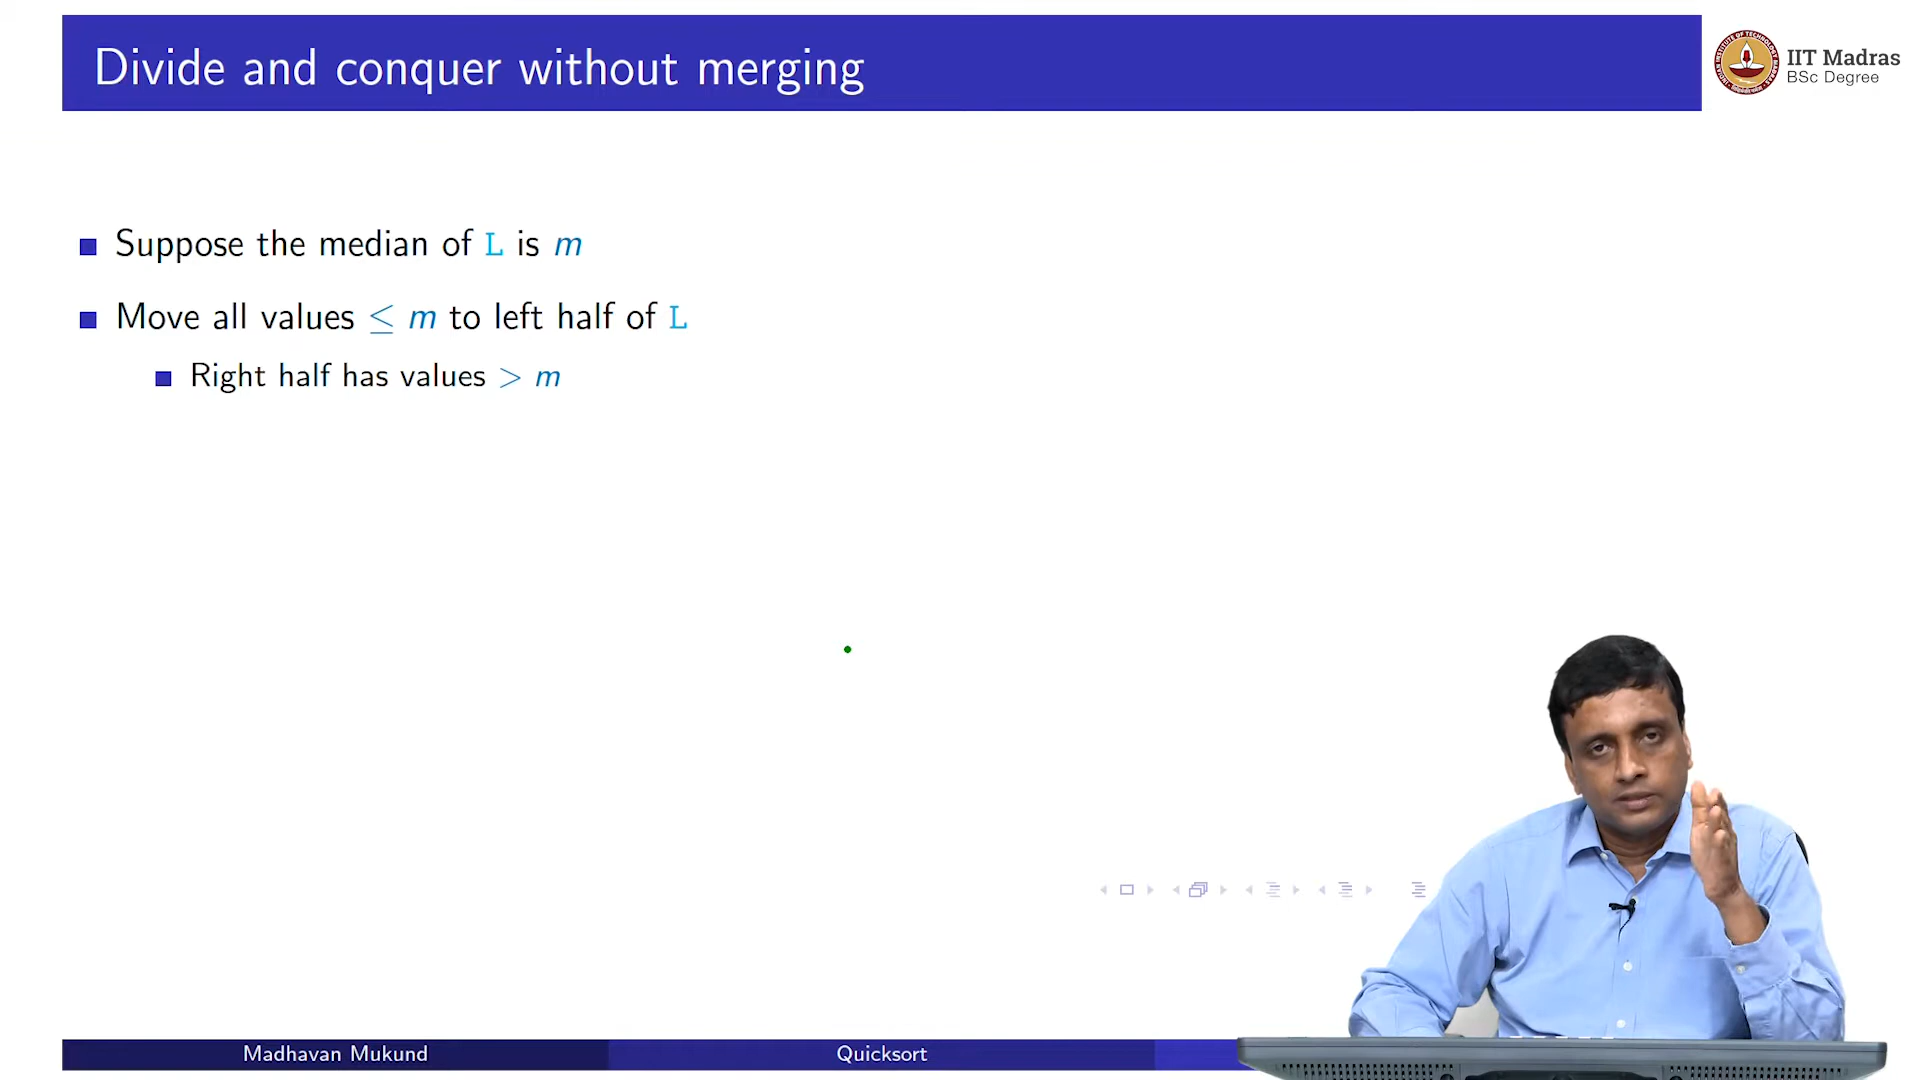 Divide and conquer without merging
IIT Madras
BSc Degree
Suppose the median of L is m
Move all values ≤ m to left half of L
Right half has values > m
Madhavan Mukund
Quicksort